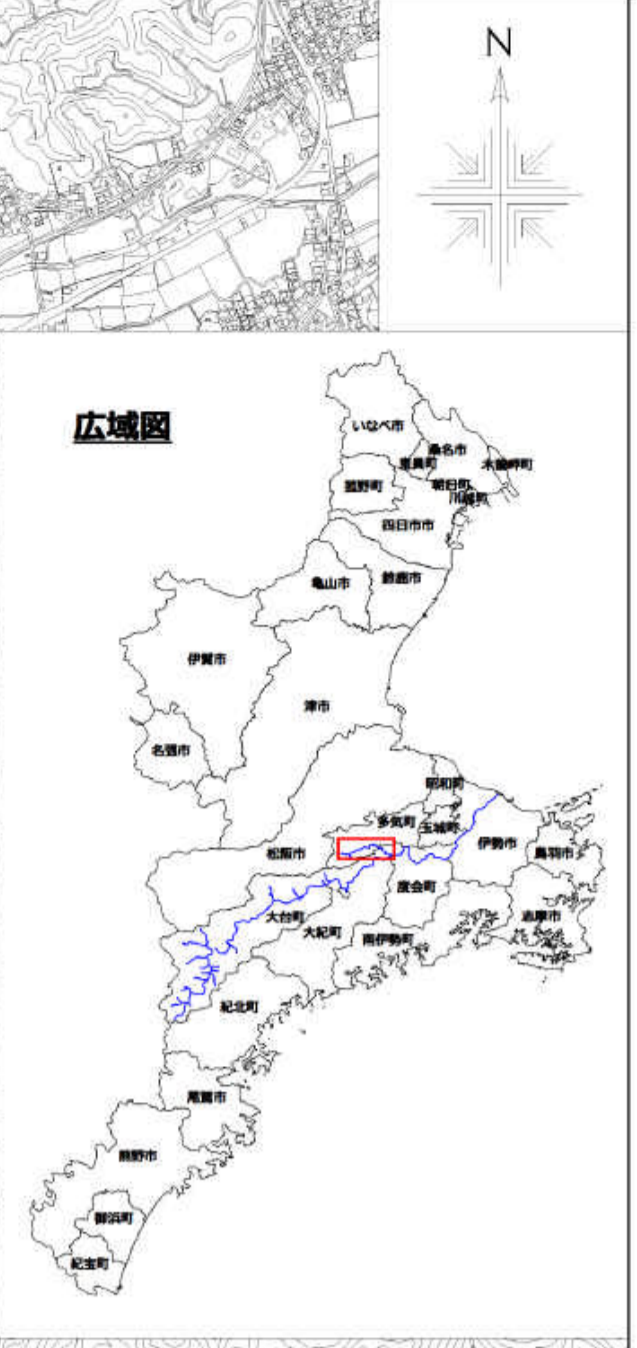 N
広域図
いなべ市
桑名市
東員町
木曽岬町
朝日町
川越町
菰野町
四日市市
亀山市
鈴鹿市
伊賀市
津市
名張市
明和町
多気町
玉城町
伊勢市
鳥羽市
松阪市
度会町
志摩市
大台町
大紀町
南伊勢町
紀北町
尾鷲市
熊野市
御浜町
紀宝町